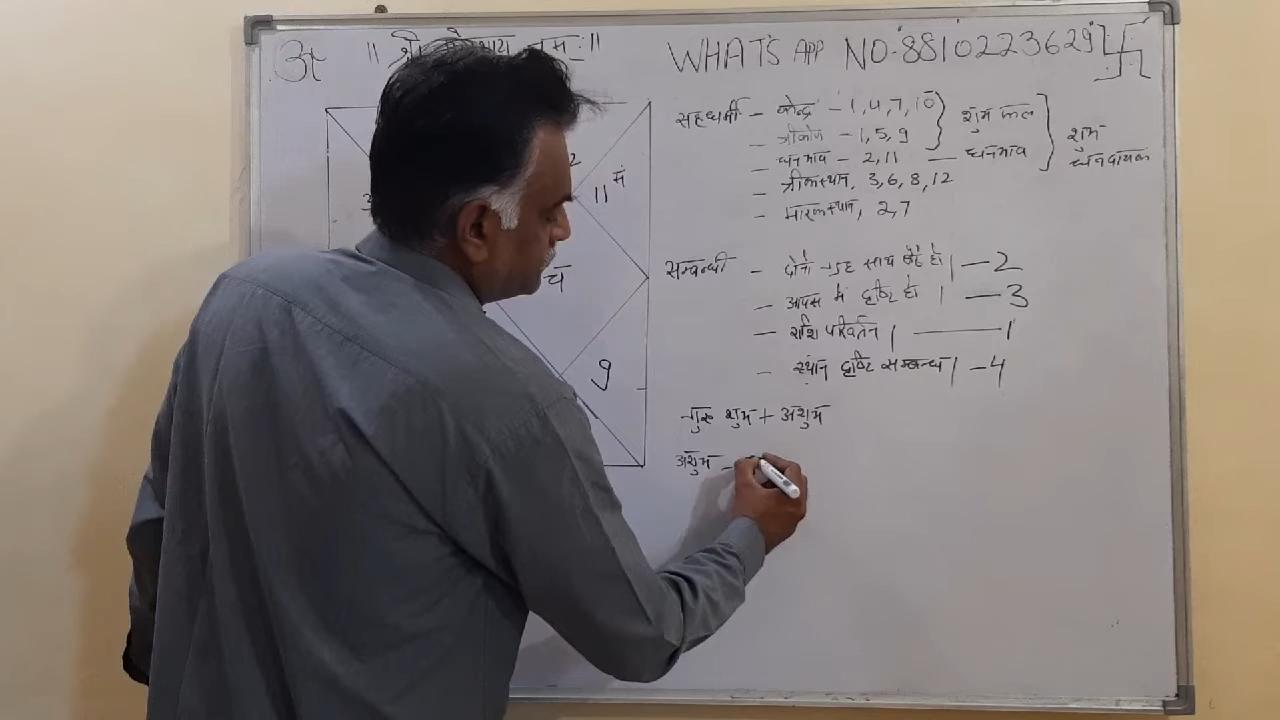 ॐ || श्री नमः ||
WHAT'S APP NO-8810223629 卐
2
11 मं
च
9
सहधर्मी - केन्द्र - 1, 4, 7, 10 } शुभ फल } शुभ
- त्रीकोण - 1, 5, 9
- धनभाव - 2, 11 — धनभाव धनदायक
- त्रीकस्थान, 3, 6, 8, 12
- मारकस्थान, 2, 7
सम्बन्धी - दोनो ग्रह साथ बैठे हो | - 2
- आपस मे दृष्टि हो | - 3
- राशि परिवर्तन | - 1
- स्थान दृष्टि सम्बन्ध | - 4
गुरु शुभ + अशुभ
अशुभ -